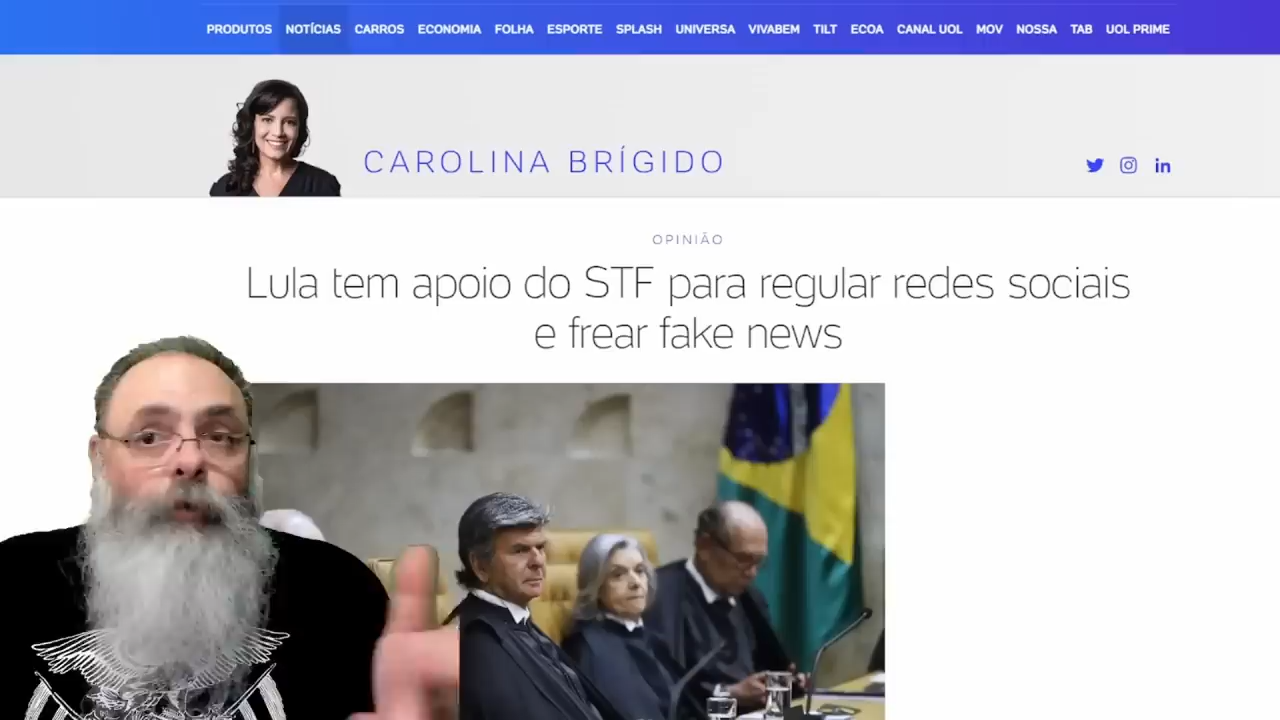 PRODUTOS NOTÍCIAS CARROS ECONOMIA FOLHA ESPORTE SPLASH UNIVERSA VIVABEM TILT ECOA CANAL UOL MOV NOSSA TAB UOL PRIME
CAROLINA BRÍGIDO
OPINIÃO
Lula tem apoio do STF para regular redes sociais
e frear fake news